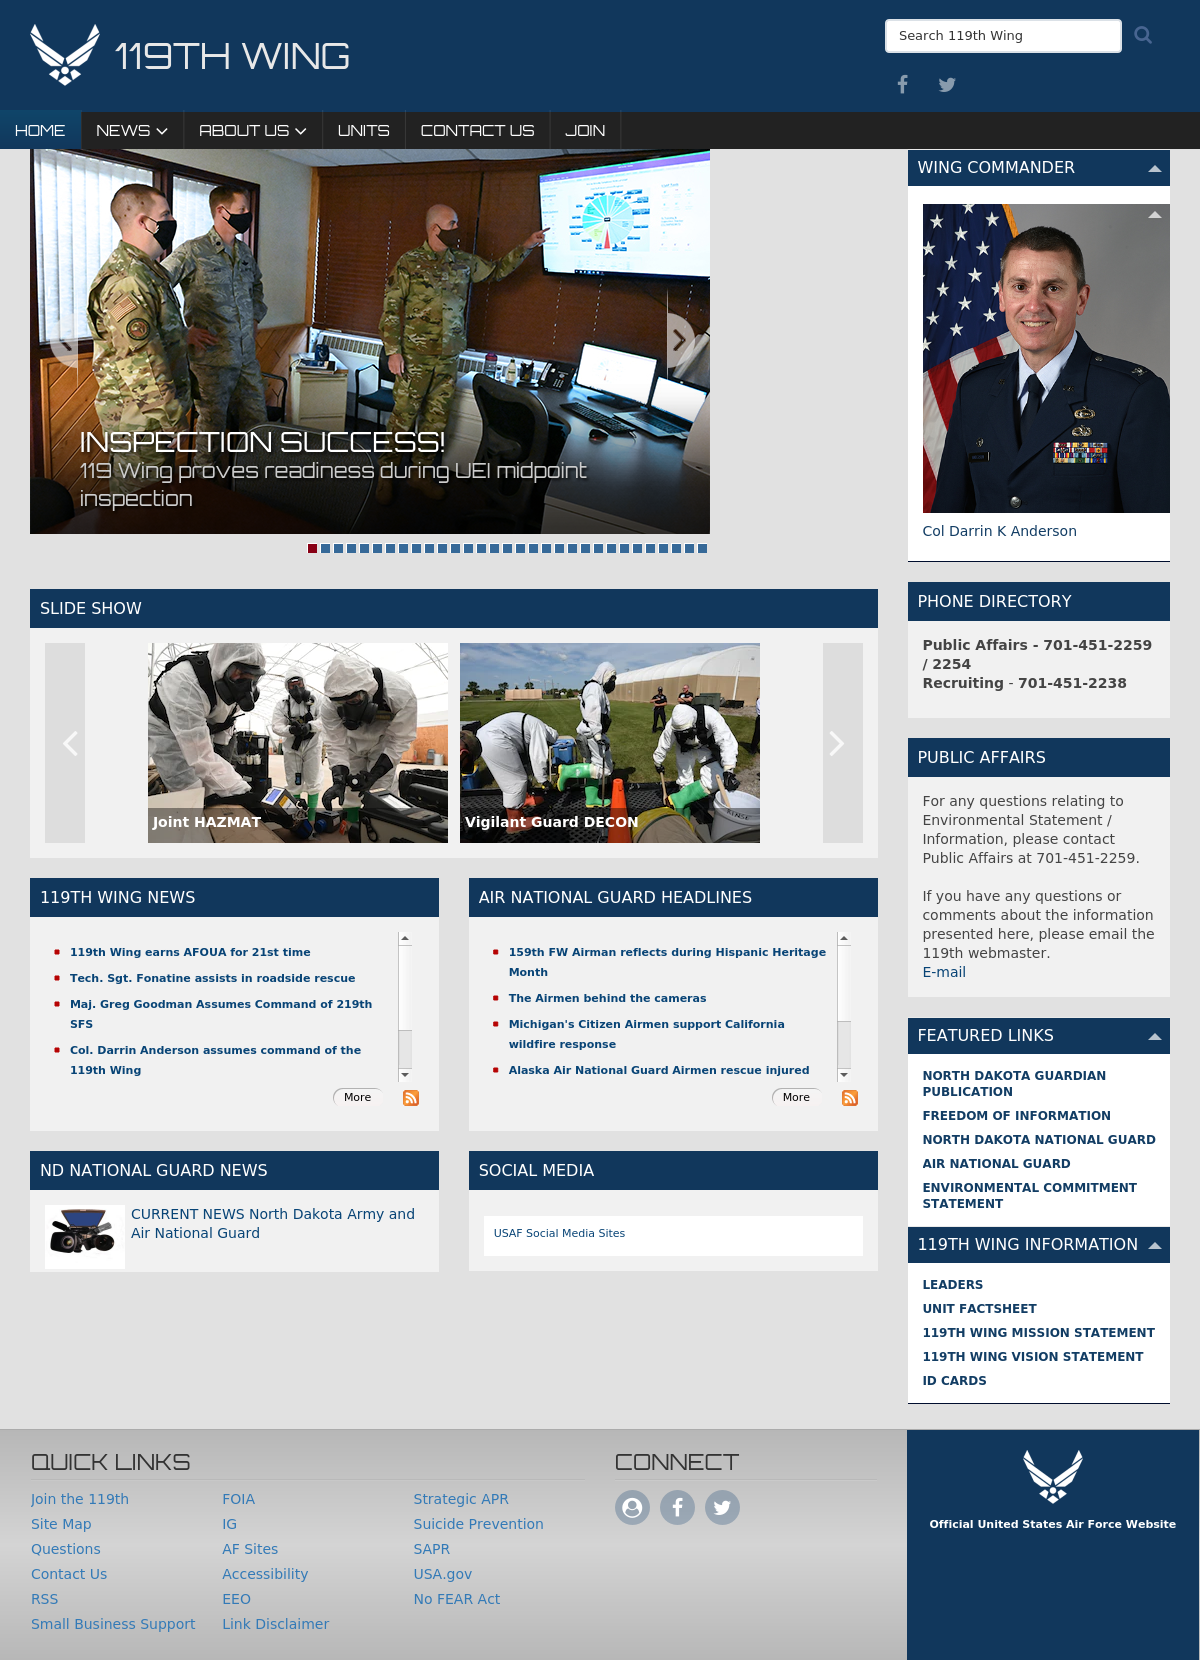 119TH WING
Search 119th Wing
HOME
NEWS
ABOUT US
UNITS
CONTACT US
JOIN
INSPECTION SUCCESS!
119 Wing proves readiness during UEI midpoint
inspection
WING COMMANDER
Col Darrin K Anderson
PHONE DIRECTORY
Public Affairs - 701-451-2259
/ 2254
Recruiting - 701-451-2238
PUBLIC AFFAIRS
For any questions relating to
Environmental Statement /
Information, please contact
Public Affairs at 701-451-2259.
If you have any questions or
comments about the information
presented here, please email the
119th webmaster.
E-mail
FEATURED LINKS
NORTH DAKOTA GUARDIAN
PUBLICATION
FREEDOM OF INFORMATION
NORTH DAKOTA NATIONAL GUARD
AIR NATIONAL GUARD
ENVIRONMENTAL COMMITMENT
STATEMENT
119TH WING INFORMATION
LEADERS
UNIT FACTSHEET
119TH WING MISSION STATEMENT
119TH WING VISION STATEMENT
ID CARDS
SLIDE SHOW
Joint HAZMAT
Vigilant Guard DECON
RINSE
119TH WING NEWS
119th Wing earns AFOUA for 21st time
Tech. Sgt. Fonatine assists in roadside rescue
Maj. Greg Goodman Assumes Command of 219th
SFS
Col. Darrin Anderson assumes command of the
119th Wing
More
AIR NATIONAL GUARD HEADLINES
159th FW Airman reflects during Hispanic Heritage
Month
The Airmen behind the cameras
Michigan's Citizen Airmen support California
wildfire response
Alaska Air National Guard Airmen rescue injured
More
ND NATIONAL GUARD NEWS
CURRENT NEWS North Dakota Army and
Air National Guard
SOCIAL MEDIA
USAF Social Media Sites
QUICK LINKS
Join the 119th
Site Map
Questions
Contact Us
RSS
Small Business Support
FOIA
IG
AF Sites
Accessibility
EEO
Link Disclaimer
Strategic APR
Suicide Prevention
SAPR
USA.gov
No FEAR Act
CONNECT
Official United States Air Force Website